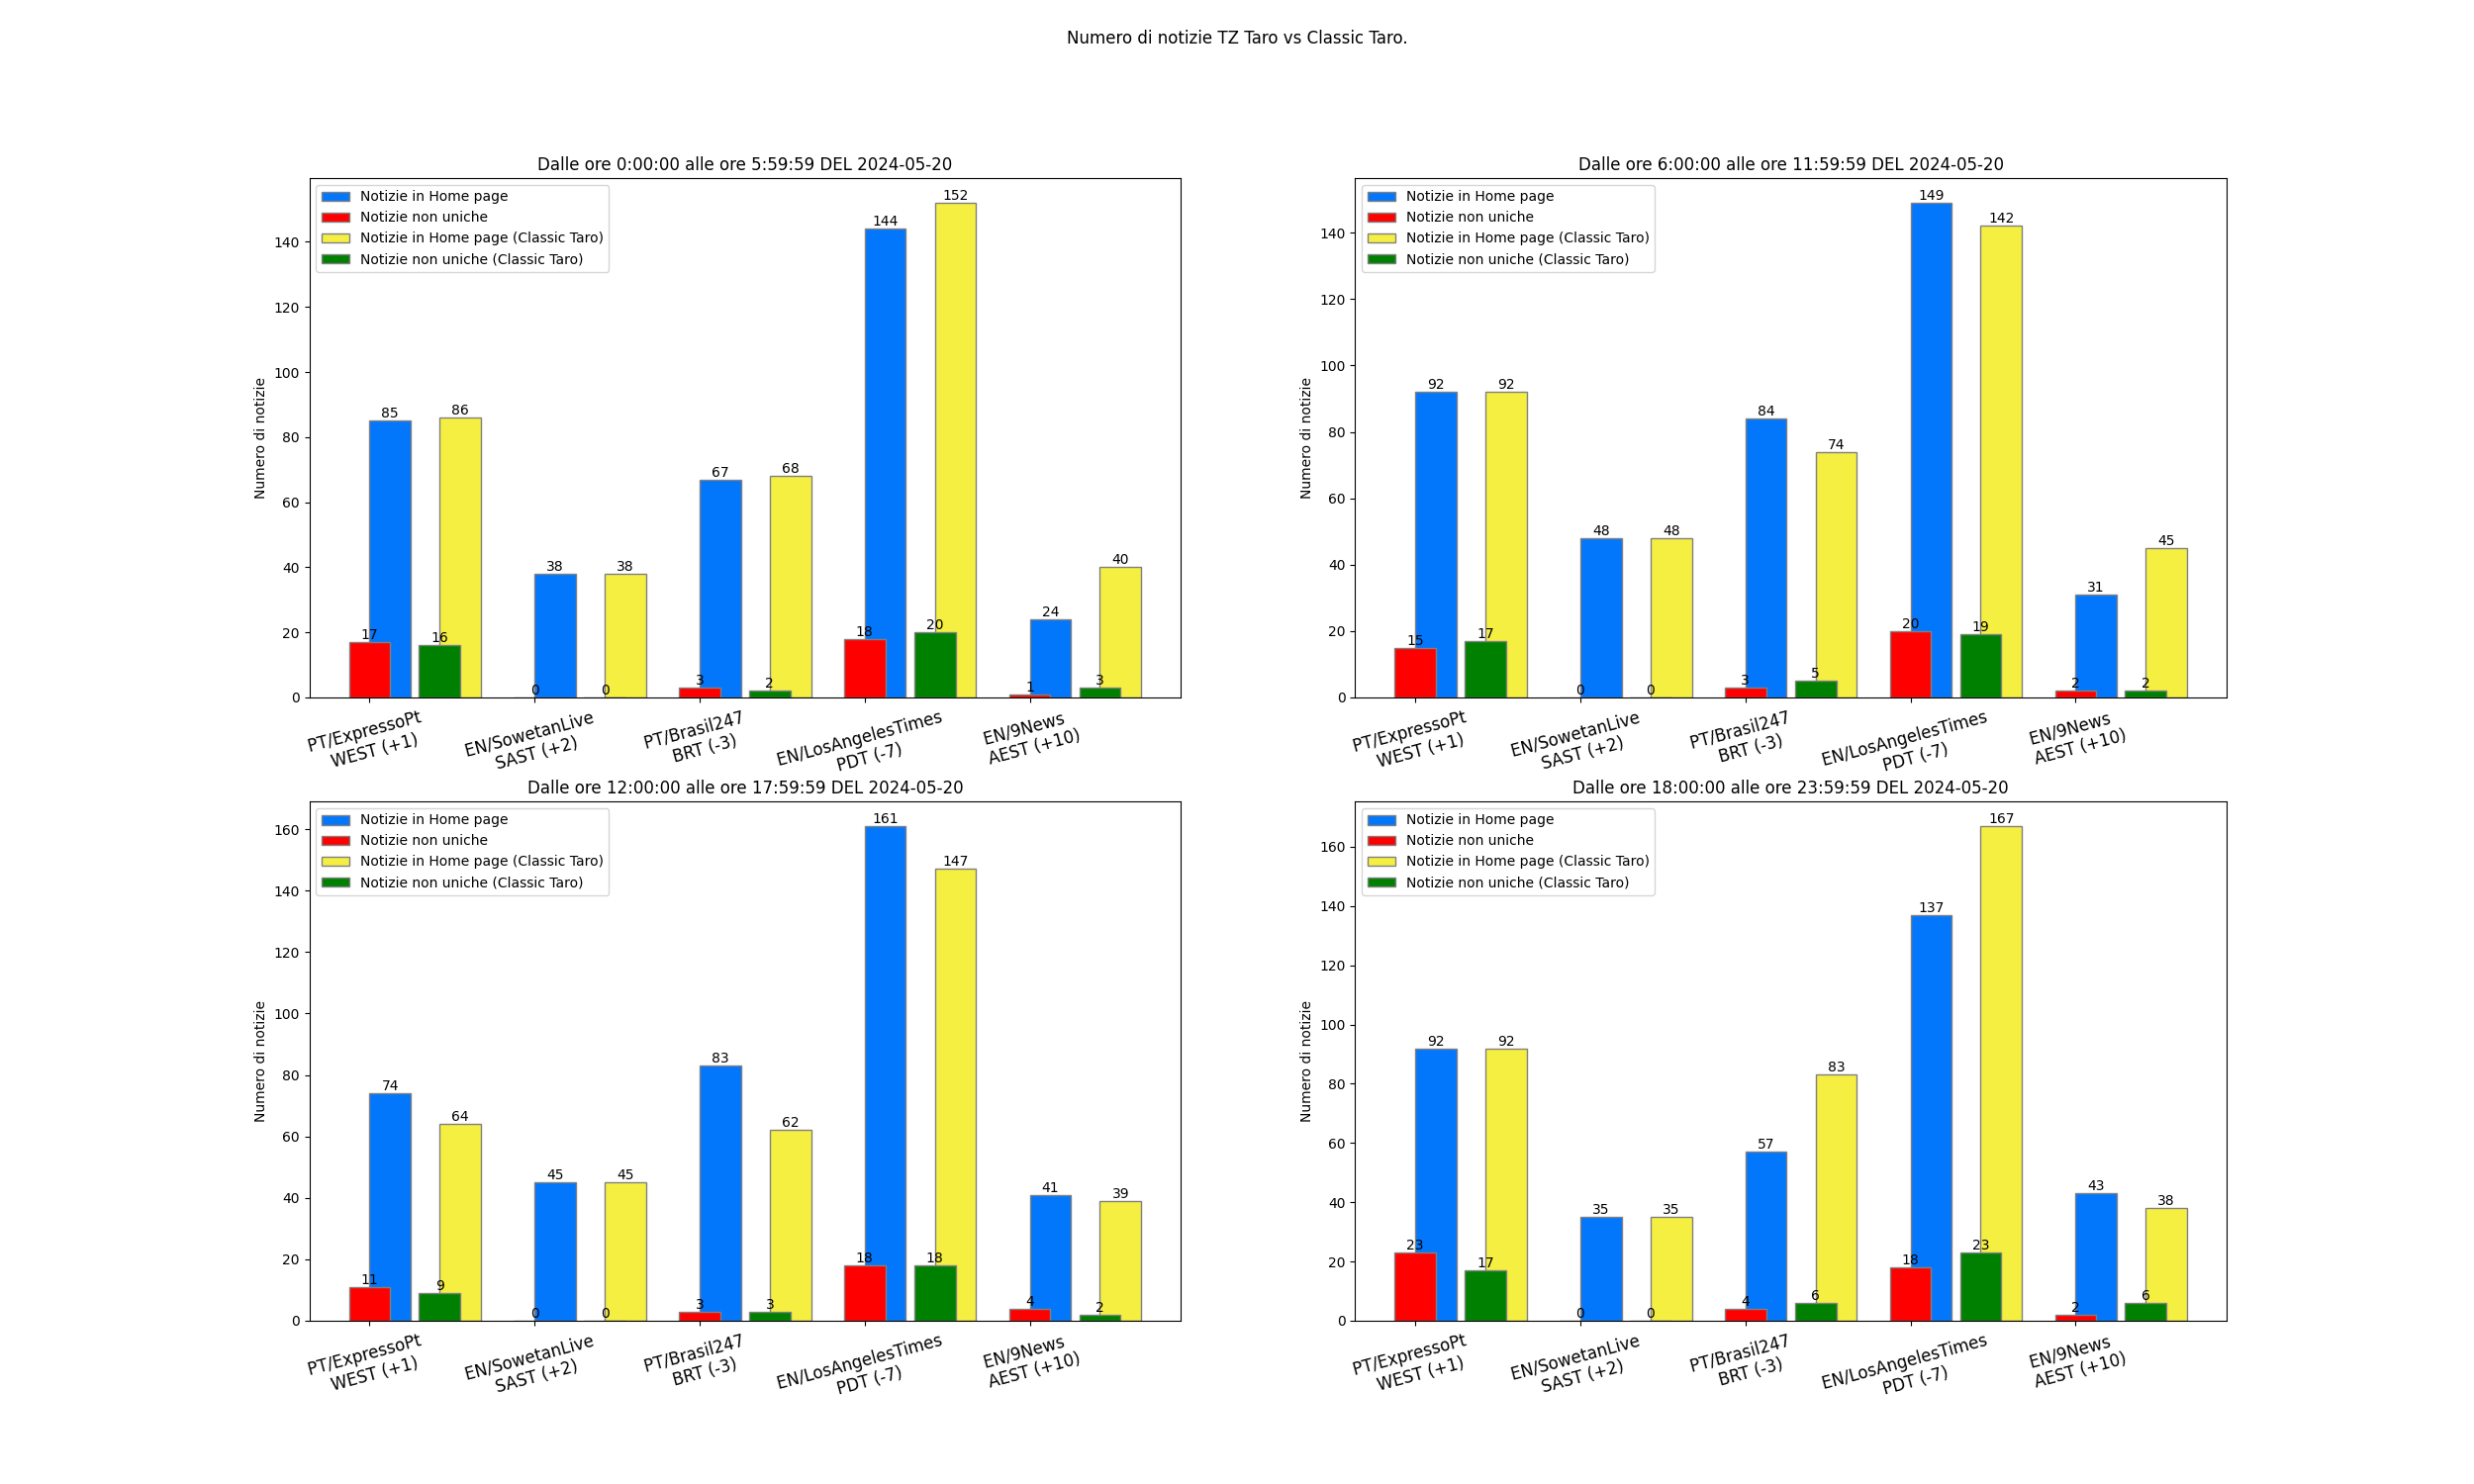 Numero di notizie TZ Taro vs Classic Taro.
Dalle ore 0:00:00 alle ore 5:59:59 DEL 2024-05-20
Notizie in Home page
Notizie non uniche
Notizie in Home page (Classic Taro)
Notizie non uniche (Classic Taro)
Numero di notizie
140
120
100
80
60
40
20
0
85
86
38
38
67
68
144
152
24
40
17
16
0
0
3
2
18
20
1
3
PT/ExpressoPt
WEST (+1)
EN/SowetanLive
SAST (+2)
PT/Brasil247
BRT (-3)
EN/LosAngelesTimes
PDT (-7)
EN/9News
AEST (+10)
Dalle ore 6:00:00 alle ore 11:59:59 DEL 2024-05-20
Notizie in Home page
Notizie non uniche
Notizie in Home page (Classic Taro)
Notizie non uniche (Classic Taro)
Numero di notizie
140
120
100
80
60
40
20
0
92
92
48
48
84
74
149
142
31
45
15
17
0
0
3
5
20
19
2
2
PT/ExpressoPt
WEST (+1)
EN/SowetanLive
SAST (+2)
PT/Brasil247
BRT (-3)
EN/LosAngelesTimes
PDT (-7)
EN/9News
AEST (+10)
Dalle ore 12:00:00 alle ore 17:59:59 DEL 2024-05-20
Notizie in Home page
Notizie non uniche
Notizie in Home page (Classic Taro)
Notizie non uniche (Classic Taro)
Numero di notizie
160
140
120
100
80
60
40
20
0
74
64
45
45
83
62
161
147
41
39
11
9
0
0
3
3
18
18
4
2
PT/ExpressoPt
WEST (+1)
EN/SowetanLive
SAST (+2)
PT/Brasil247
BRT (-3)
EN/LosAngelesTimes
PDT (-7)
EN/9News
AEST (+10)
Dalle ore 18:00:00 alle ore 23:59:59 DEL 2024-05-20
Notizie in Home page
Notizie non uniche
Notizie in Home page (Classic Taro)
Notizie non uniche (Classic Taro)
Numero di notizie
160
140
120
100
80
60
40
20
0
92
92
35
35
57
83
137
167
43
38
23
17
0
0
4
6
18
23
2
6
PT/ExpressoPt
WEST (+1)
EN/SowetanLive
SAST (+2)
PT/Brasil247
BRT (-3)
EN/LosAngelesTimes
PDT (-7)
EN/9News
AEST (+10)